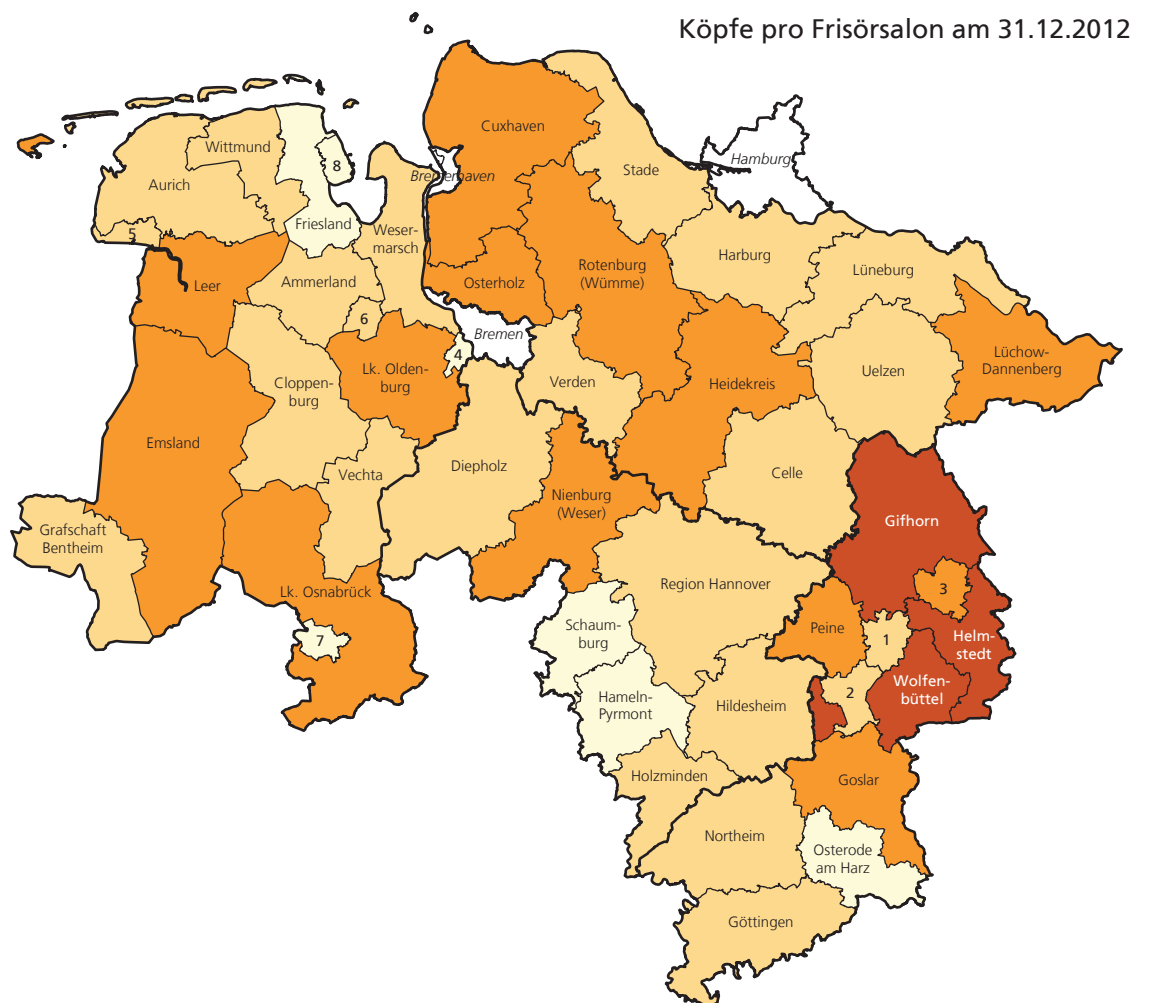 Köpfe pro Frisörsalon am 31.12.2012
Cuxhaven
Wittmund
8
Stade
Hamburg
Bremerhaven
Aurich
Friesland
5
Weser-
marsch
Harburg
Lüneburg
Rotenburg
(Wümme)
Leer
Ammerland
Osterholz
6
Bremen
4
Lk. Olden-
burg
Cloppen-
burg
Verden
Heidekreis
Uelzen
Lüchow-
Dannenberg
Emsland
Vechta
Diepholz
Celle
Nienburg
(Weser)
Gifhorn
Grafschaft
Bentheim
Region Hannover
3
Lk. Osnabrück
7
Schaum-
burg
Peine
1
Helm-
stedt
Hameln-
Pyrmont
Hildesheim
2
Wolfen-
büttel
Holzminden
Goslar
Northeim
Osterode
am Harz
Göttingen